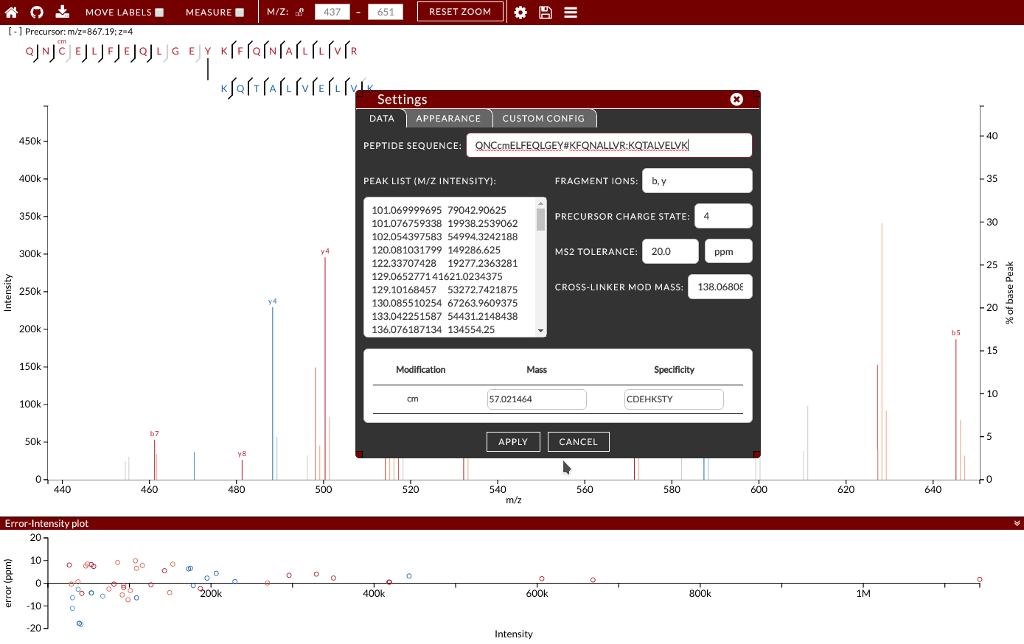 MOVE LABELS MEASURE M/Z: 437 - 651 RESET ZOOM
[ - ] Precursor: m/z=867.19; z=4
cm
Q N C E L F E Q L G E Y K F Q N A L L V R
K Q T A L V E L V K
Settings
DATA APPEARANCE CUSTOM CONFIG
PEPTIDE SEQUENCE: QNCcmELFEQLGEY#KFQNALLVR;KQTALVELVK
PEAK LIST (M/Z INTENSITY):
101.069999695 79042.90625
101.076759338 19938.2539062
102.054397583 54994.3242188
120.081031799 149286.625
122.33707428 19277.2363281
129.0652771 41621.0234375
129.10168457 53272.7421875
130.085510254 67263.9609375
133.042251587 54431.2148438
136.076187134 134554.25
FRAGMENT IONS: b, y
PRECURSOR CHARGE STATE: 4
MS2 TOLERANCE: 20.0 ppm
CROSS-LINKER MOD MASS: 138.06808
Modification Mass Specificity
cm 57.021464 CDEHKSTY
APPLY CANCEL
Intensity
450k
400k
350k
300k
250k
200k
150k
100k
50k
0
b7
y8
y4
y4
b5
40
35
30
25
20
15
10
5
0
% of base Peak
440 460 480 500 520 540 560 580 600 620 640
m/z
Error-Intensity plot
error (ppm)
20
10
0
-10
-20
200k 400k 600k 800k 1M
Intensity